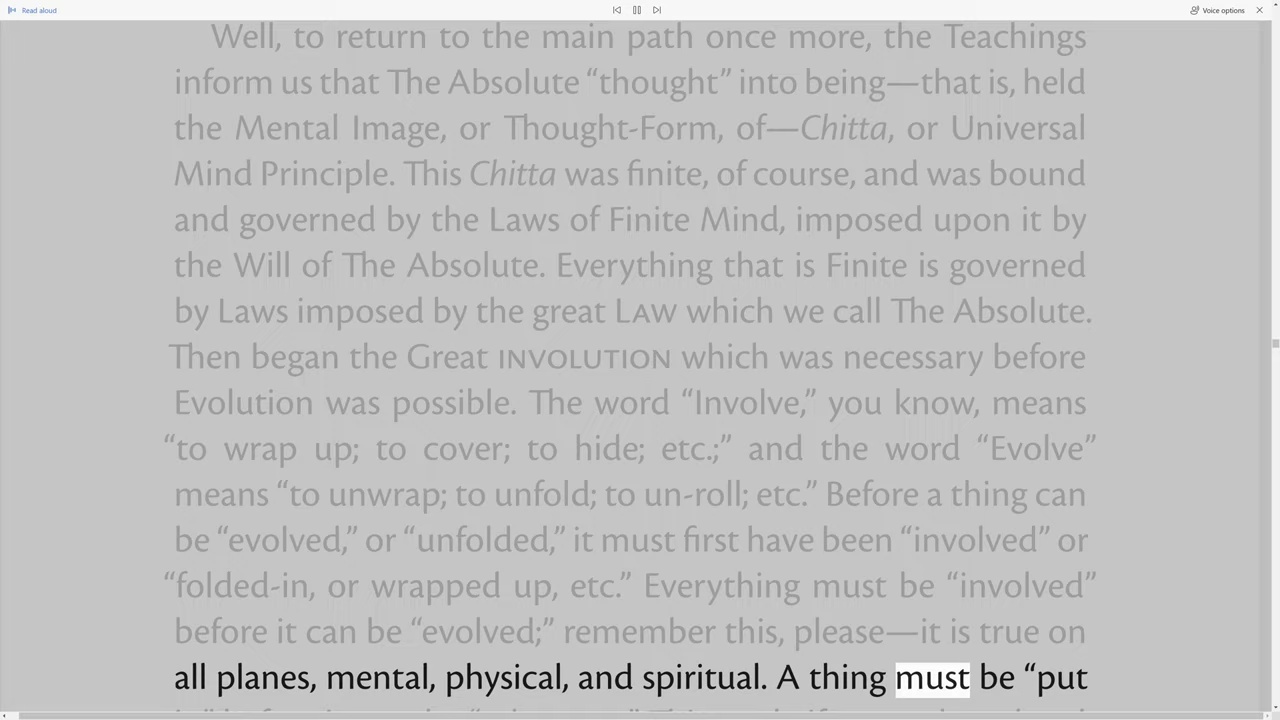 Read aloud
Voice options
Well, to return to the main path once more, the Teachings
inform us that The Absolute “thought” into being—that is, held
the Mental Image, or Thought-Form, of—Chitta, or Universal
Mind Principle. This Chitta was finite, of course, and was bound
and governed by the Laws of Finite Mind, imposed upon it by
the Will of The Absolute. Everything that is Finite is governed
by Laws imposed by the great LAW which we call The Absolute.
Then began the Great INVOLUTION which was necessary before
Evolution was possible. The word “Involve,” you know, means
“to wrap up; to cover; to hide; etc.;” and the word “Evolve”
means “to unwrap; to unfold; to un-roll; etc.” Before a thing can
be “evolved,” or “unfolded,” it must first have been “involved” or
“folded-in, or wrapped up, etc.” Everything must be “involved”
before it can be “evolved;” remember this, please—it is true on
all planes, mental, physical, and spiritual. A thing must be “put